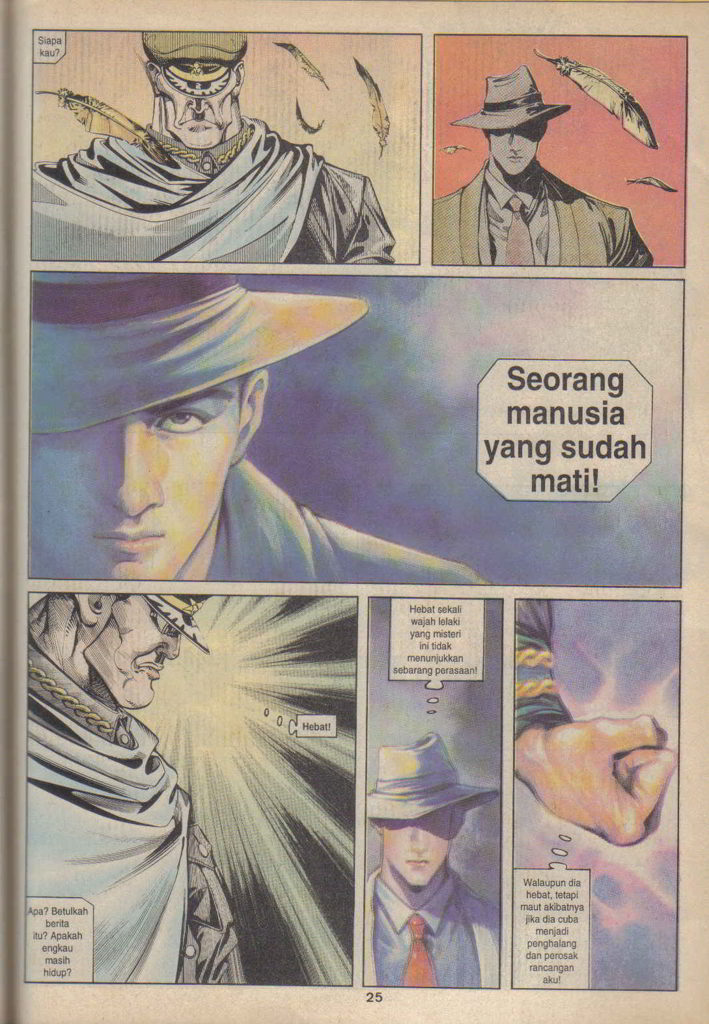 Siapa
kau?
Seorang
manusia
yang sudah
mati!
Hebat!
Apa? Betulkah
berita
itu? Apakah
engkau
masih
hidup?
Hebat sekali
wajah lelaki
yang misteri
ini tidak
menunjukkan
sebarang perasaan!
Walaupun dia
hebat, tetapi
maut akibatnya
jika dia cuba
menjadi
penghalang
dan perosak
rancangan
aku!
25